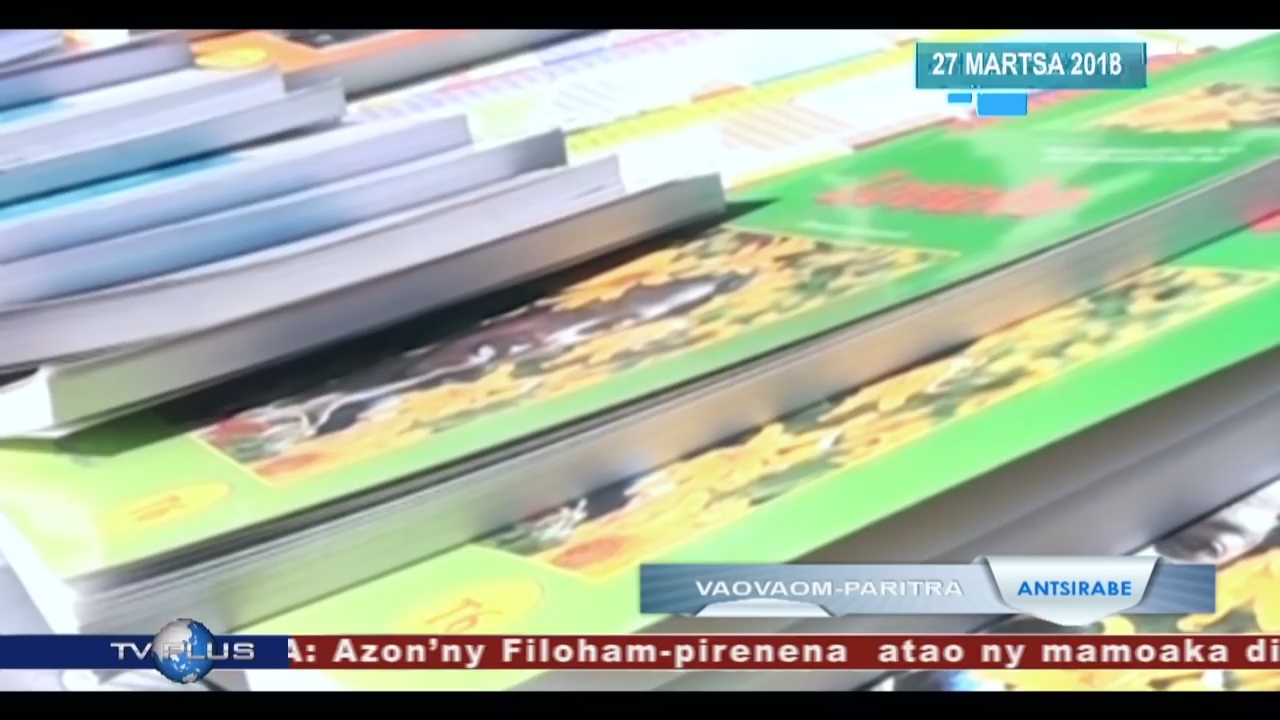 27 MARTSA 2018
VAOVAOM-PARITRA
ANTSIRABE
TV PLUS
A: Azon'ny Filoham-pirenena atao ny mamoaka di